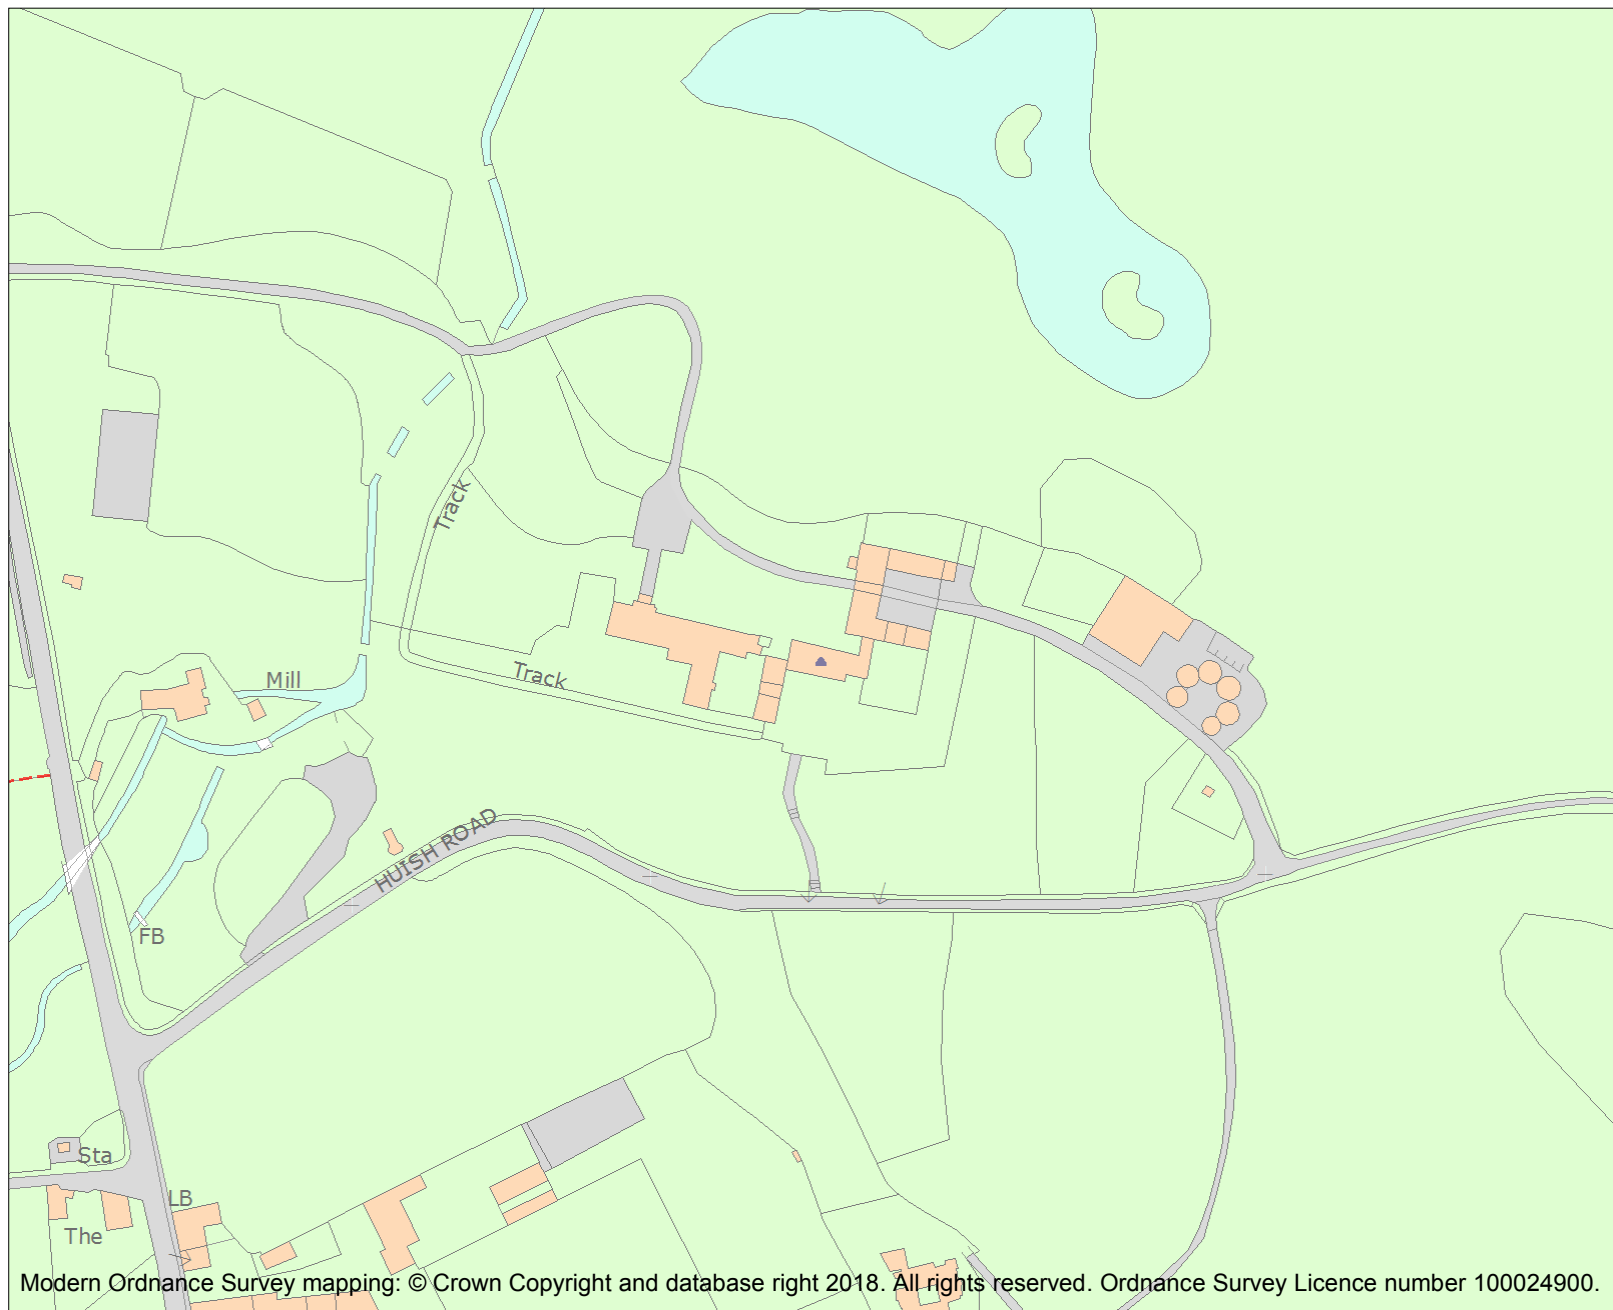 Track
Track
Mill
HUISH ROAD
FB
Sta
LB
The
Modern Ordnance Survey mapping: © Crown Copyright and database right 2018. All rights reserved. Ordnance Survey Licence number 100024900.